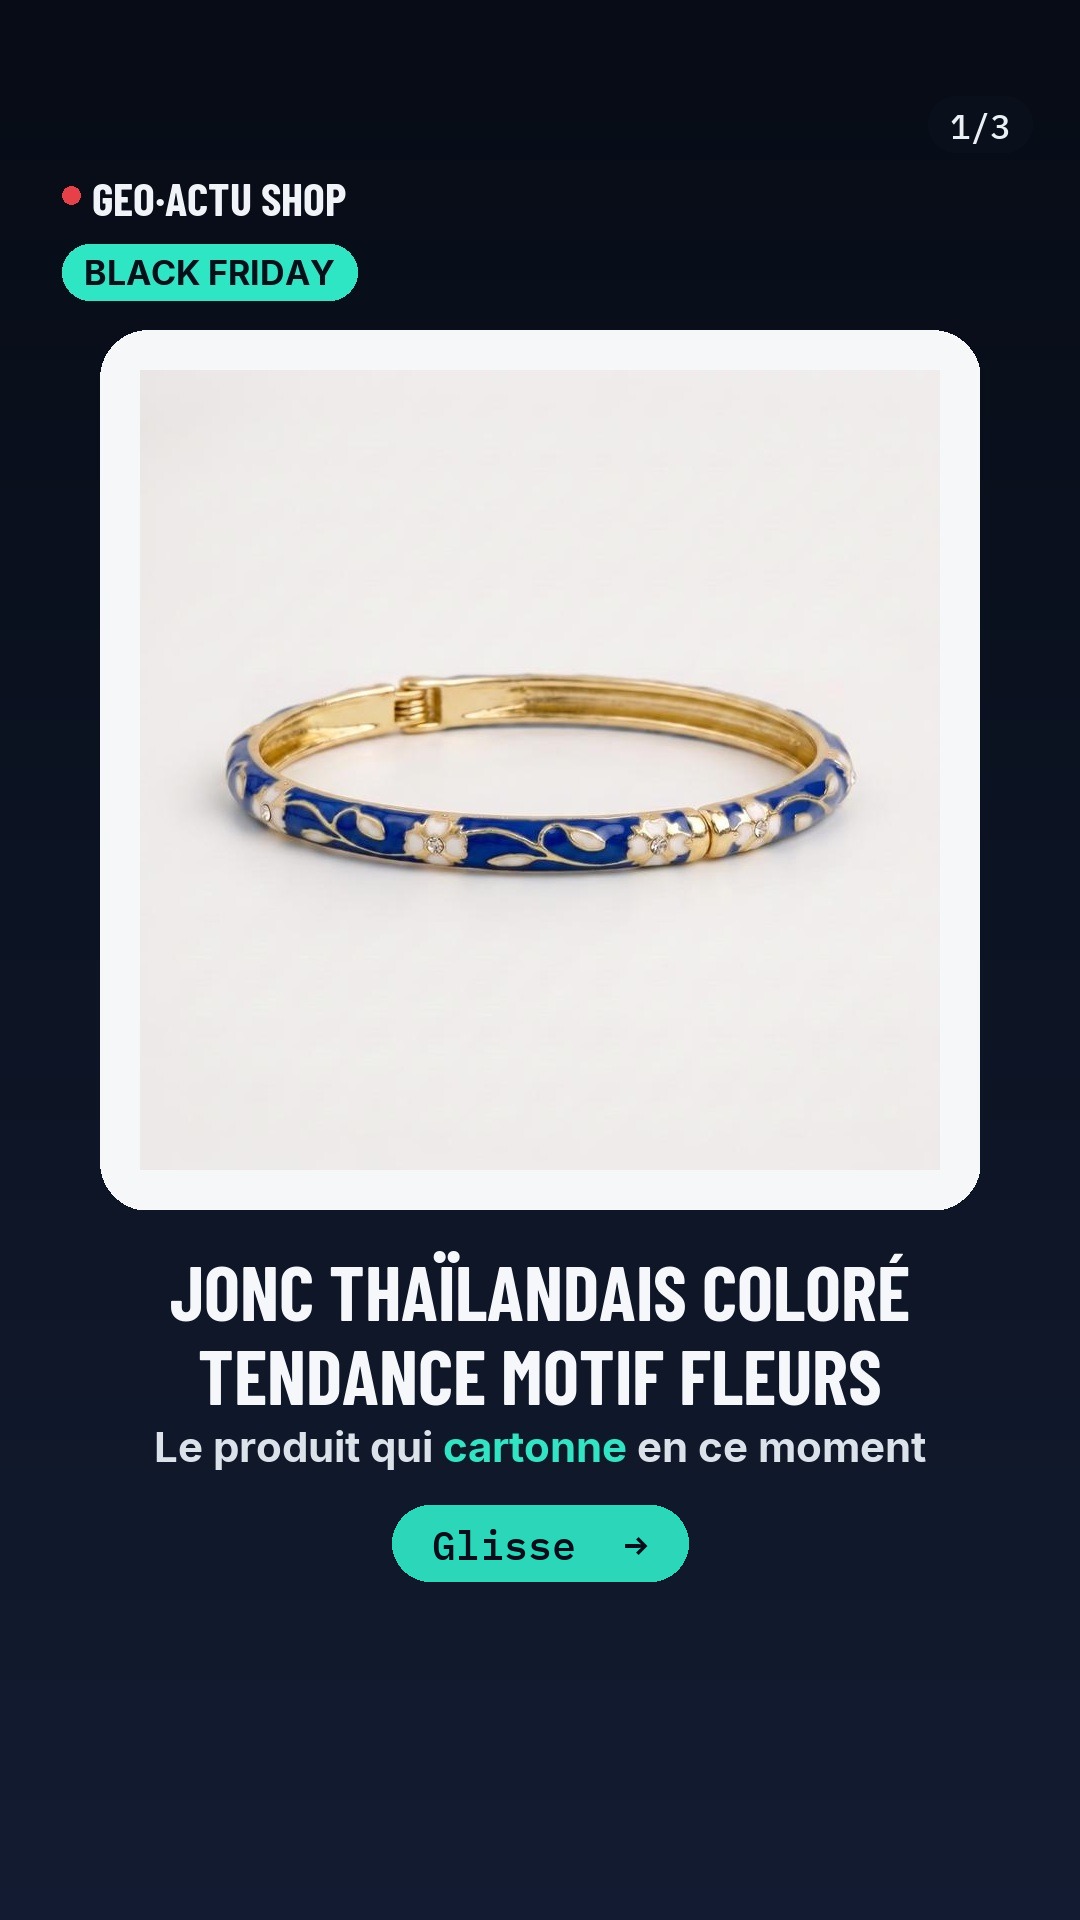 1/3
GEO·ACTU SHOP
BLACK FRIDAY
JONC THAÏLANDAIS COLORÉ
TENDANCE MOTIF FLEURS
Le produit qui cartonne en ce moment
Glisse →